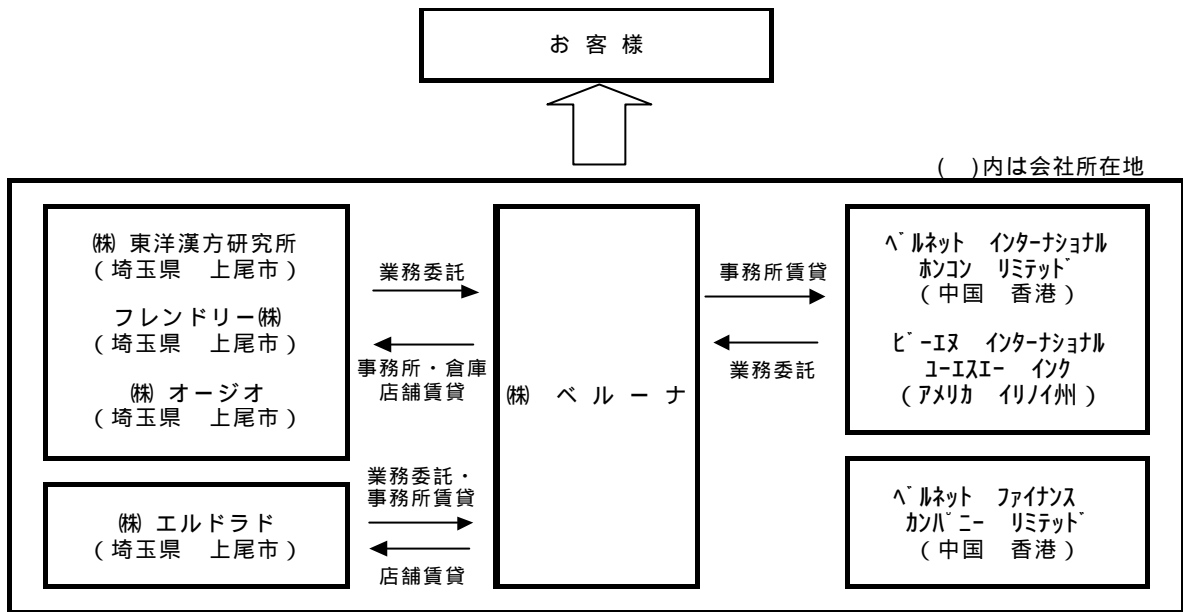 お 客 様
( )内は会社所在地
㈱ 東洋漢方研究所
(埼玉県 上尾市)
フレンドリー㈱
(埼玉県 上尾市)
㈱ オージオ
(埼玉県 上尾市)
業務委託
事務所・倉庫
店舗賃貸
㈱ エルドラド
(埼玉県 上尾市)
業務委託・
事務所賃貸
店舗賃貸
㈱ ベ ル ー ナ
事務所賃貸
業務委託
ベルネット インターナショナル
ホンコン リミテッド
(中国 香港)
ビーエヌ インターナショナル
ユーエスエー インク
(アメリカ イリノイ州)
ベルネット ファイナンス
カンパニー リミテッド
(中国 香港)